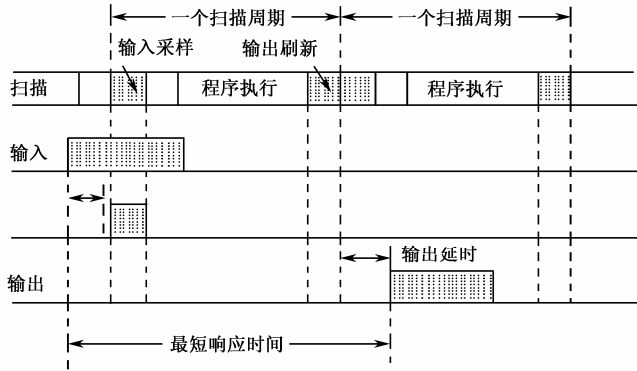 一个扫描周期
一个扫描周期
输入采样
输出刷新
扫描
程序执行
程序执行
输入
输出延时
输出
最短响应时间